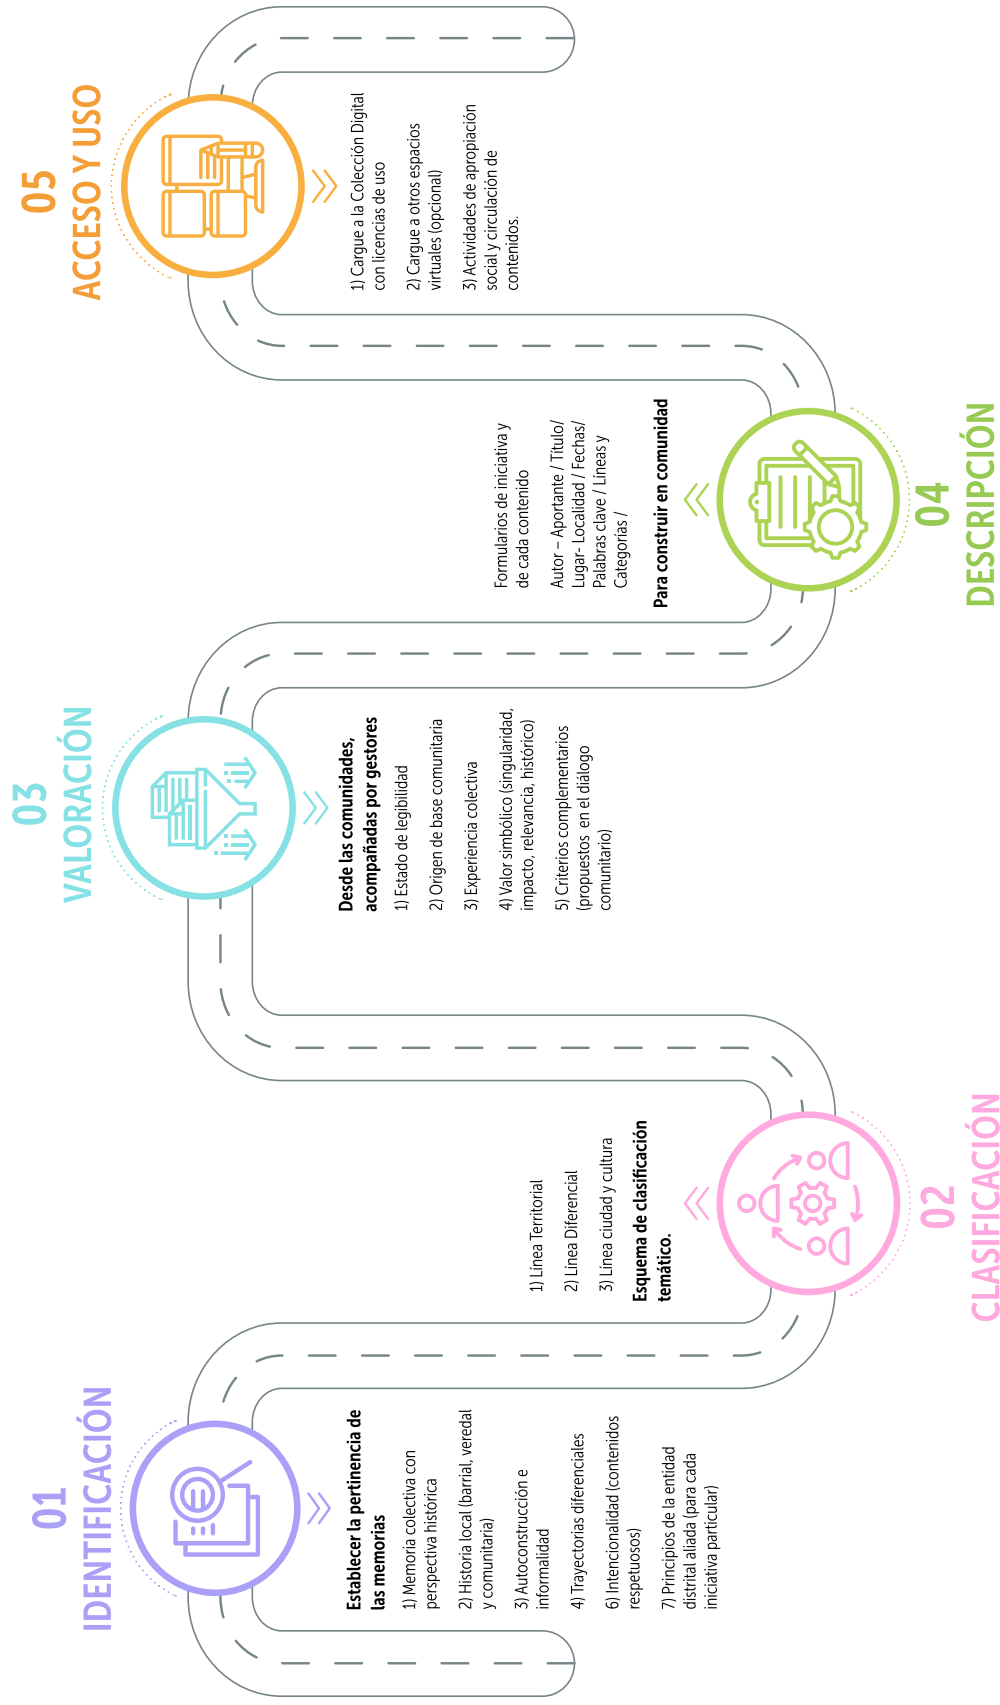 01
IDENTIFICACIÓN
Establecer la pertinencia de
las memorias
1) Memoria colectiva con
perspectiva histórica
2) Historia local (barrial, veredal
y comunitaria)
3) Autoconstrucción e
informalidad
4) Trayectorias diferenciales
6) Intencionalidad (contenidos
respetuosos)
7) Principios de la entidad
distrital aliada (para cada
iniciativa particular)
1) Línea Territorial
2) Línea Diferencial
3) Línea ciudad y cultura
Esquema de clasificación
temático.
02
CLASIFICACIÓN
03
VALORACIÓN
Desde las comunidades,
acompañadas por gestores
1) Estado de legibilidad
2) Origen de base comunitaria
3) Experiencia colectiva
4) Valor simbólico (singularidad,
impacto, relevancia, histórico)
5) Criterios complementarios
(propuestos en el diálogo
comunitario)
Formularios de iniciativa y
de cada contenido
Autor – Aportante / Titulo/
Lugar- Localidad / Fechas/
Palabras clave / Líneas y
Categorías /
Para construir en comunidad
04
DESCRIPCIÓN
05
ACCESO Y USO
1) Cargue a la Colección Digital
con licencias de uso
2) Cargue a otros espacios
virtuales (opcional)
3) Actividades de apropiación
social y circulación de
contenidos.